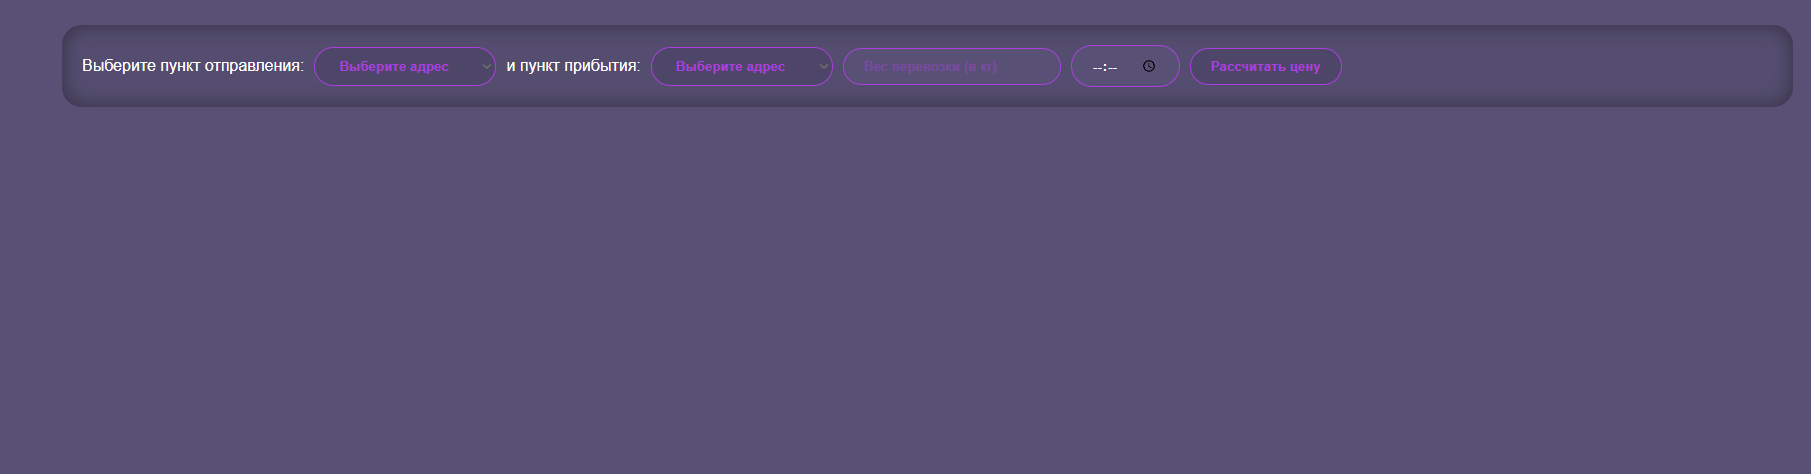 Выберите пункт отправления: Выберите адрес и пункт прибытия: Выберите адрес Вес перевозки (в кг) --:-- Рассчитать цену